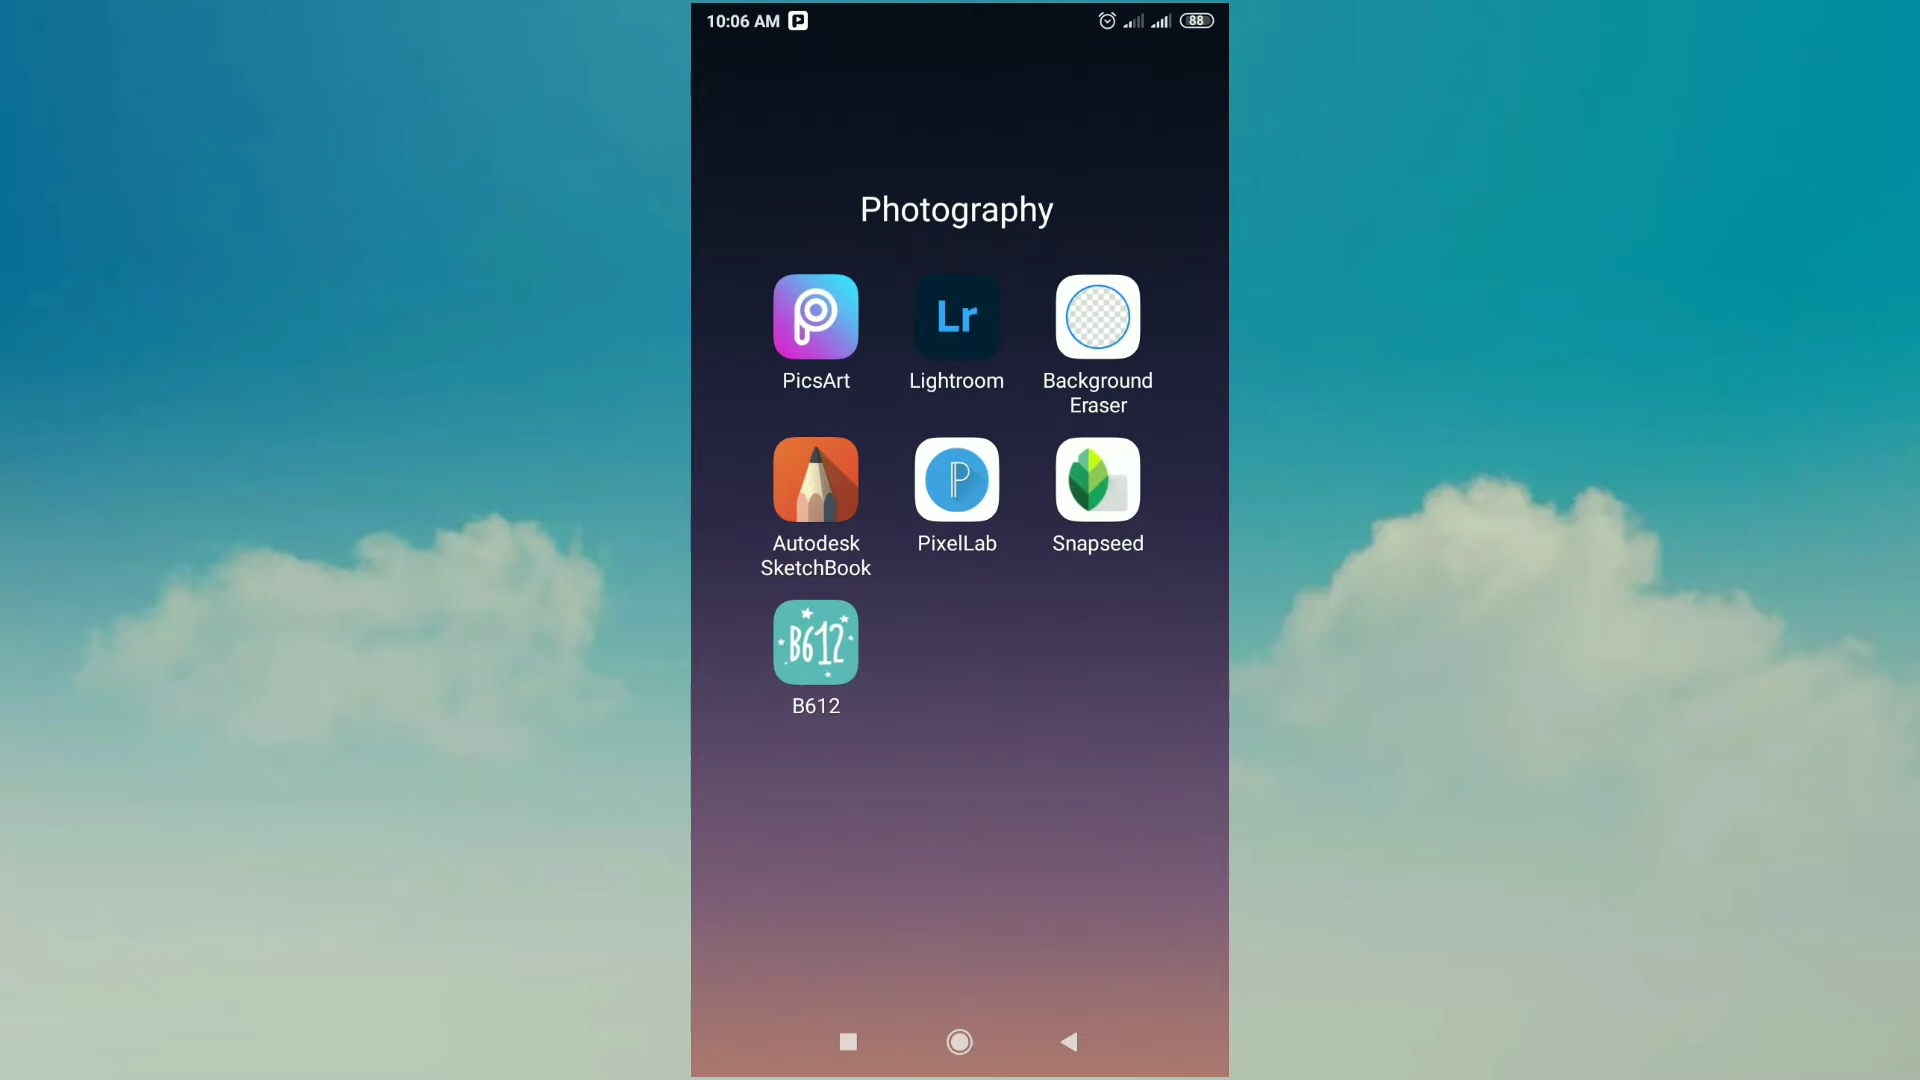 10:06 AM
88
Photography
Lr
PicsArt
Lightroom
Background
Eraser
P
Autodesk
SketchBook
PixelLab
Snapseed
B612
B612